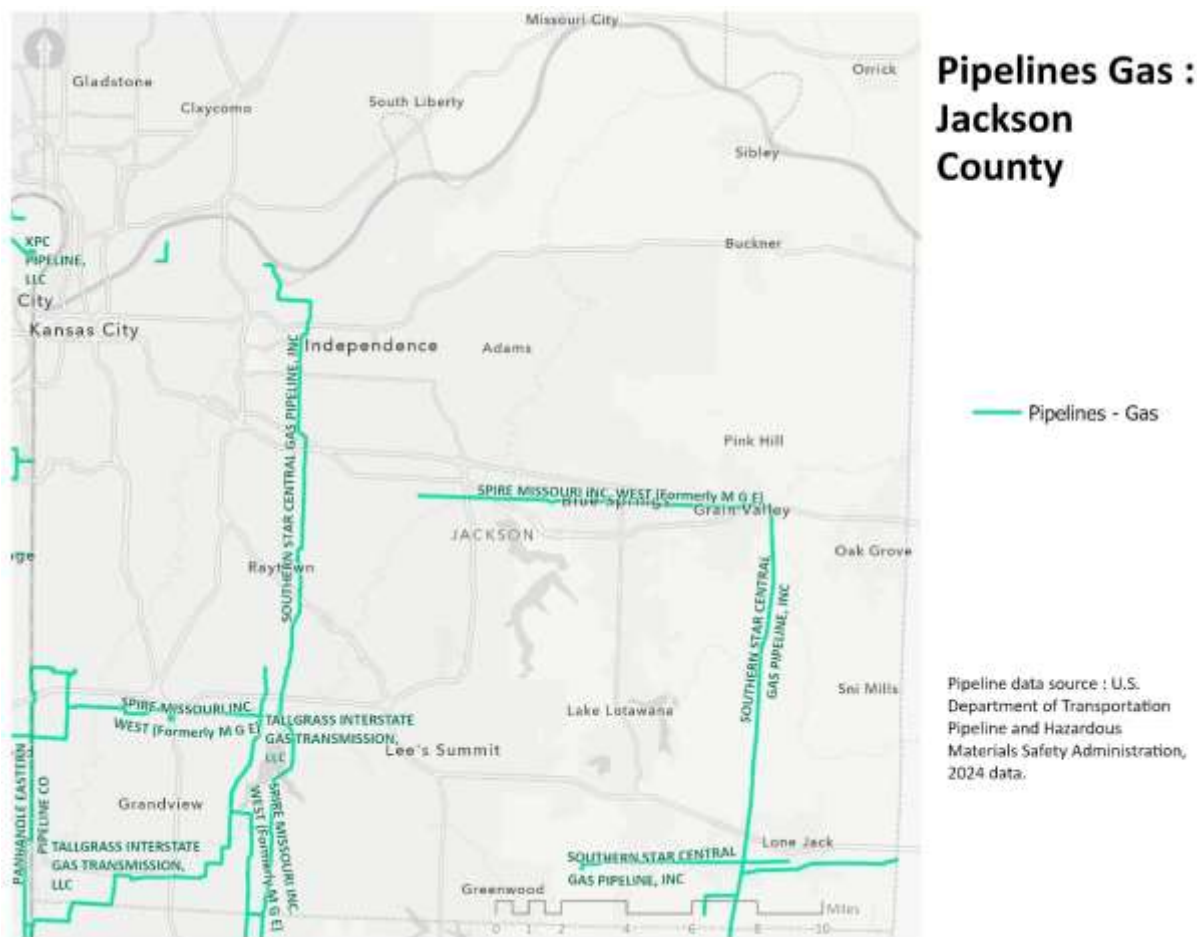 Pipelines Gas :
Jackson
County
Pipelines - Gas
Pipeline data source : U.S.
Department of Transportation
Pipeline and Hazardous
Materials Safety Administration,
2024 data.
Missouri City
Gladstone
Orrick
Claycomo
South Liberty
Sibley
XPC
PIPELINE,
LLC
Buckner
City
Kansas City
Independence
Adams
SOUTHERN STAR CENTRAL GAS PIPELINE, INC
Pink Hill
SPIRE MISSOURI INC. WEST (Formerly M G E)
Blue Springs
Grain Valley
JACKSON
Oak Grove
Raytown
SOUTHERN STAR CENTRAL
GAS PIPELINE, INC
Sni Mills
SPIRE MISSOURI INC
WEST (Formerly M G E)
TALLGRASS INTERSTATE
GAS TRANSMISSION,
LLC
Lake Lotawana
Lee's Summit
PANHANDLE EASTERN
PIPELINE CO
Grandview
SPIRE MISSOURI INC.
WEST (Formerly M G E)
TALLGRASS INTERSTATE
GAS TRANSMISSION,
LLC
Lone Jack
SOUTHERN STAR CENTRAL
GAS PIPELINE, INC
Greenwood
Miles
0 2 4 6 8 10